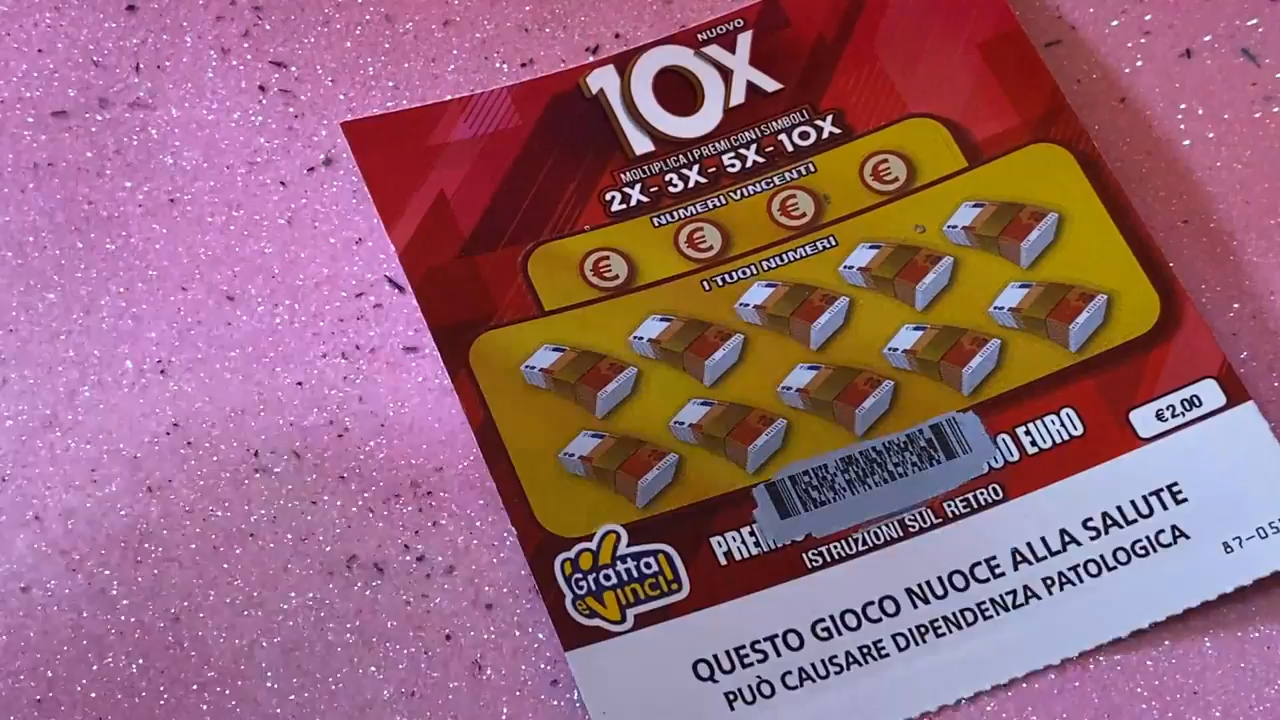 NUOVO
10X
MOLTIPLICA I PREMI CON I SIMBOLI
2X - 3X - 5X - 10X
NUMERI VINCENTI
€ € € €
I TUOI NUMERI
00 EURO
€2,00
ISTRUZIONI SUL RETRO
Gratta
e Vinci!
QUESTO GIOCO NUOCE ALLA SALUTE
PUÒ CAUSARE DIPENDENZA PATOLOGICA